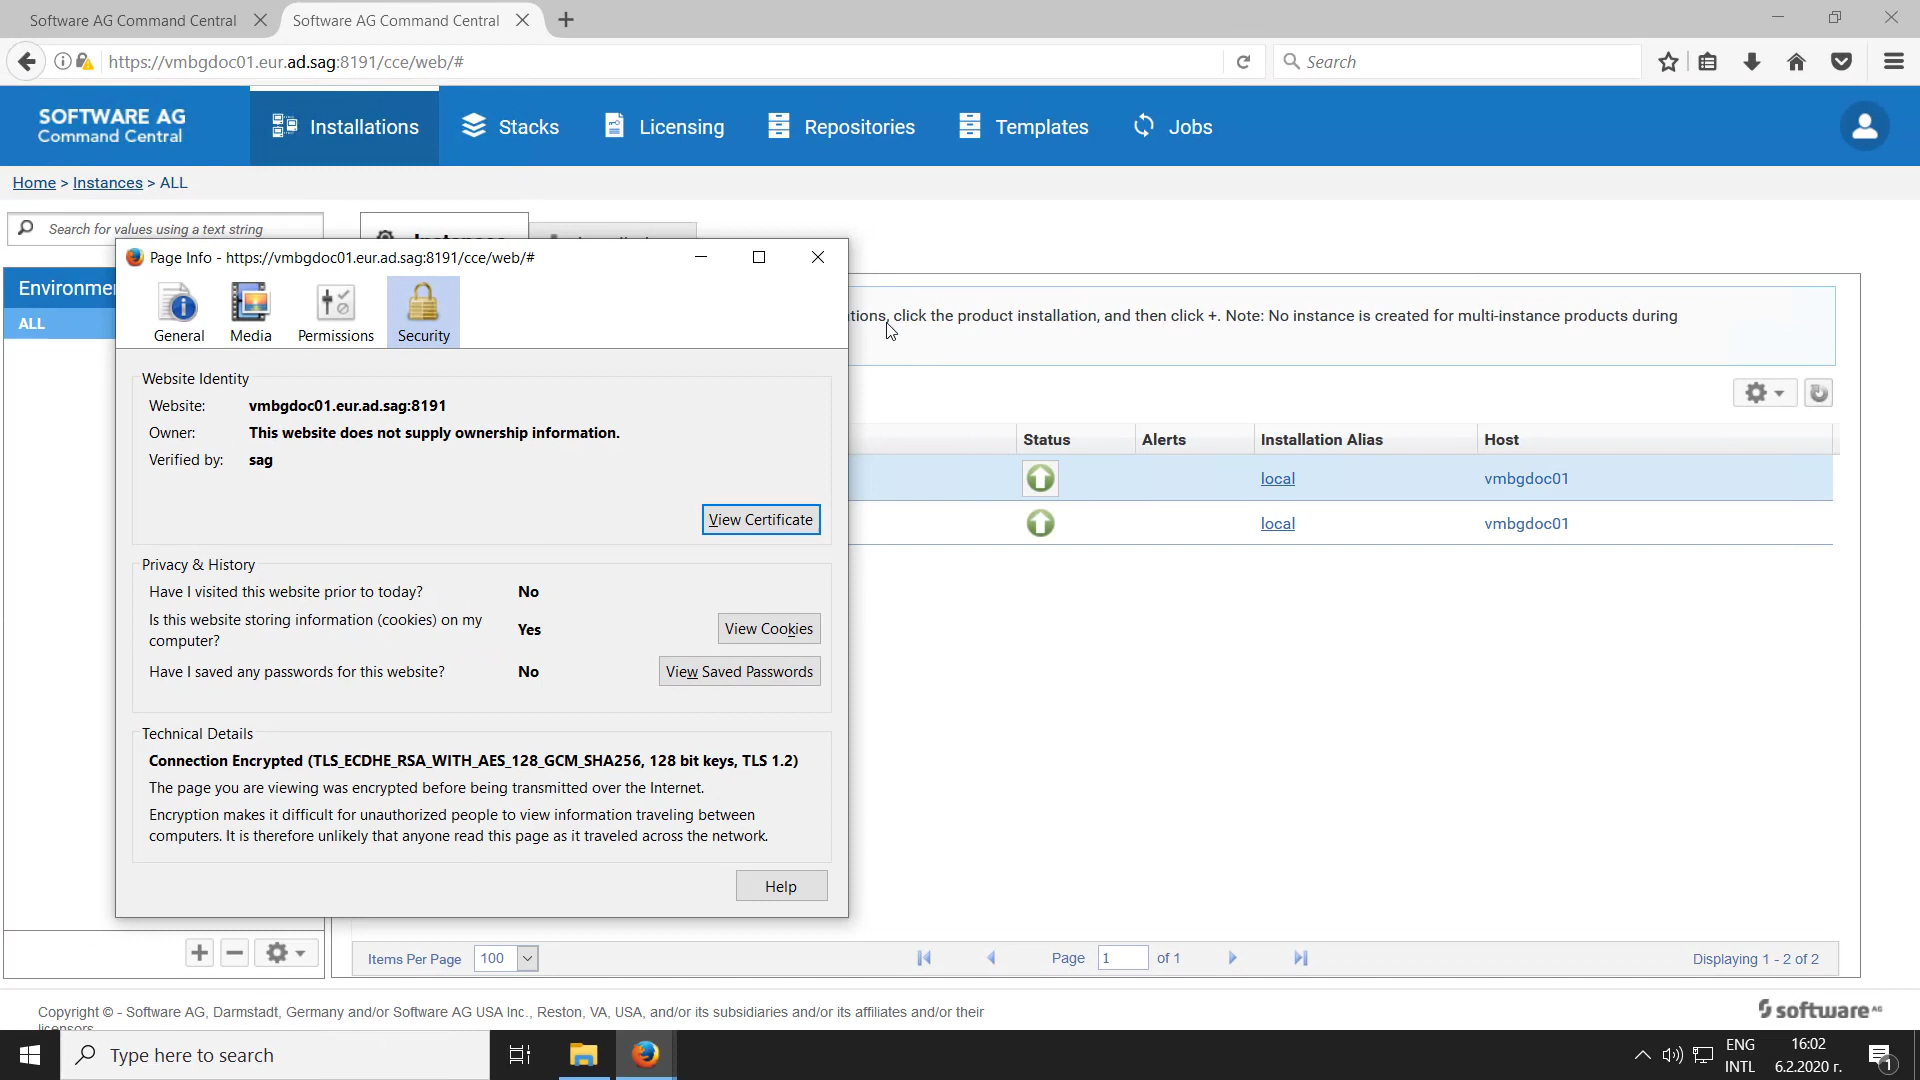 Software AG Command Central
Software AG Command Central
https://vmbgdoc01.eur.ad.sag:8191/cce/web/#
Search
SOFTWARE AG
Command Central
Installations
Stacks
Licensing
Repositories
Templates
Jobs
Home > Instances > ALL
Search for values using a text string
Environme
ALL
Page Info - https://vmbgdoc01.eur.ad.sag:8191/cce/web/#
General
Media
Permissions
Security
Website Identity
Website: vmbgdoc01.eur.ad.sag:8191
Owner: This website does not supply ownership information.
Verified by: sag
View Certificate
Privacy & History
Have I visited this website prior to today? No
Is this website storing information (cookies) on my
computer?
Yes
View Cookies
Have I saved any passwords for this website? No
View Saved Passwords
Technical Details
Connection Encrypted (TLS_ECDHE_RSA_WITH_AES_128_GCM_SHA256, 128 bit keys, TLS 1.2)
The page you are viewing was encrypted before being transmitted over the Internet.
Encryption makes it difficult for unauthorized people to view information traveling between
computers. It is therefore unlikely that anyone read this page as it traveled across the network.
Help
tions, click the product installation, and then click +. Note: No instance is created for multi-instance products during
Status
Alerts
Installation Alias
Host
local
vmbgdoc01
local
vmbgdoc01
Items Per Page 100
Page 1 of 1
Displaying 1 - 2 of 2
Copyright © - Software AG, Darmstadt, Germany and/or Software AG USA Inc., Reston, VA, USA, and/or its subsidiaries and/or its affiliates and/or their
licensors
software AG
Type here to search
ENG
INTL
16:02
6.2.2020 г.
1